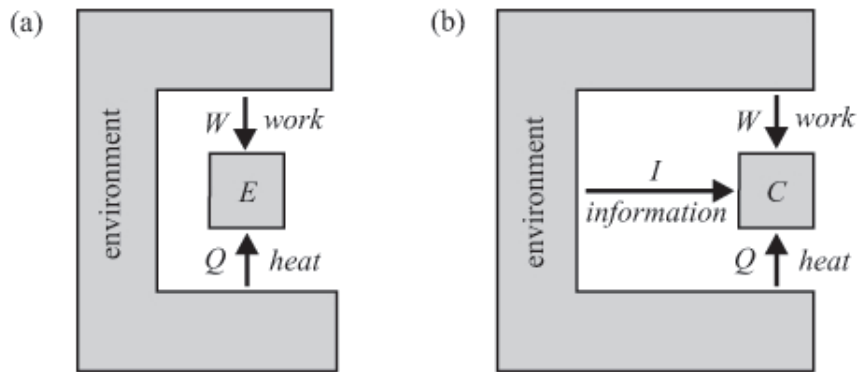 (a)
environment
W work
E
Q heat
(b)
environment
W work
I
information
C
Q heat